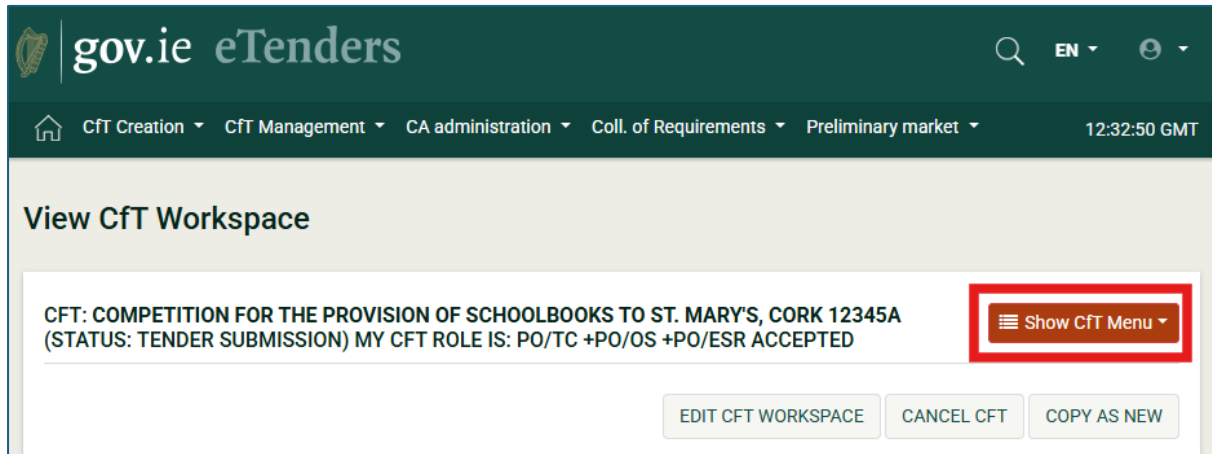 gov.ie eTenders
EN
CfT Creation CfT Management CA administration Coll. of Requirements Preliminary market 12:32:50 GMT
View CfT Workspace
CFT: COMPETITION FOR THE PROVISION OF SCHOOLBOOKS TO ST. MARY'S, CORK 12345A
(STATUS: TENDER SUBMISSION) MY CFT ROLE IS: PO/TC +PO/OS +PO/ESR ACCEPTED
Show CfT Menu
EDIT CFT WORKSPACE CANCEL CFT COPY AS NEW